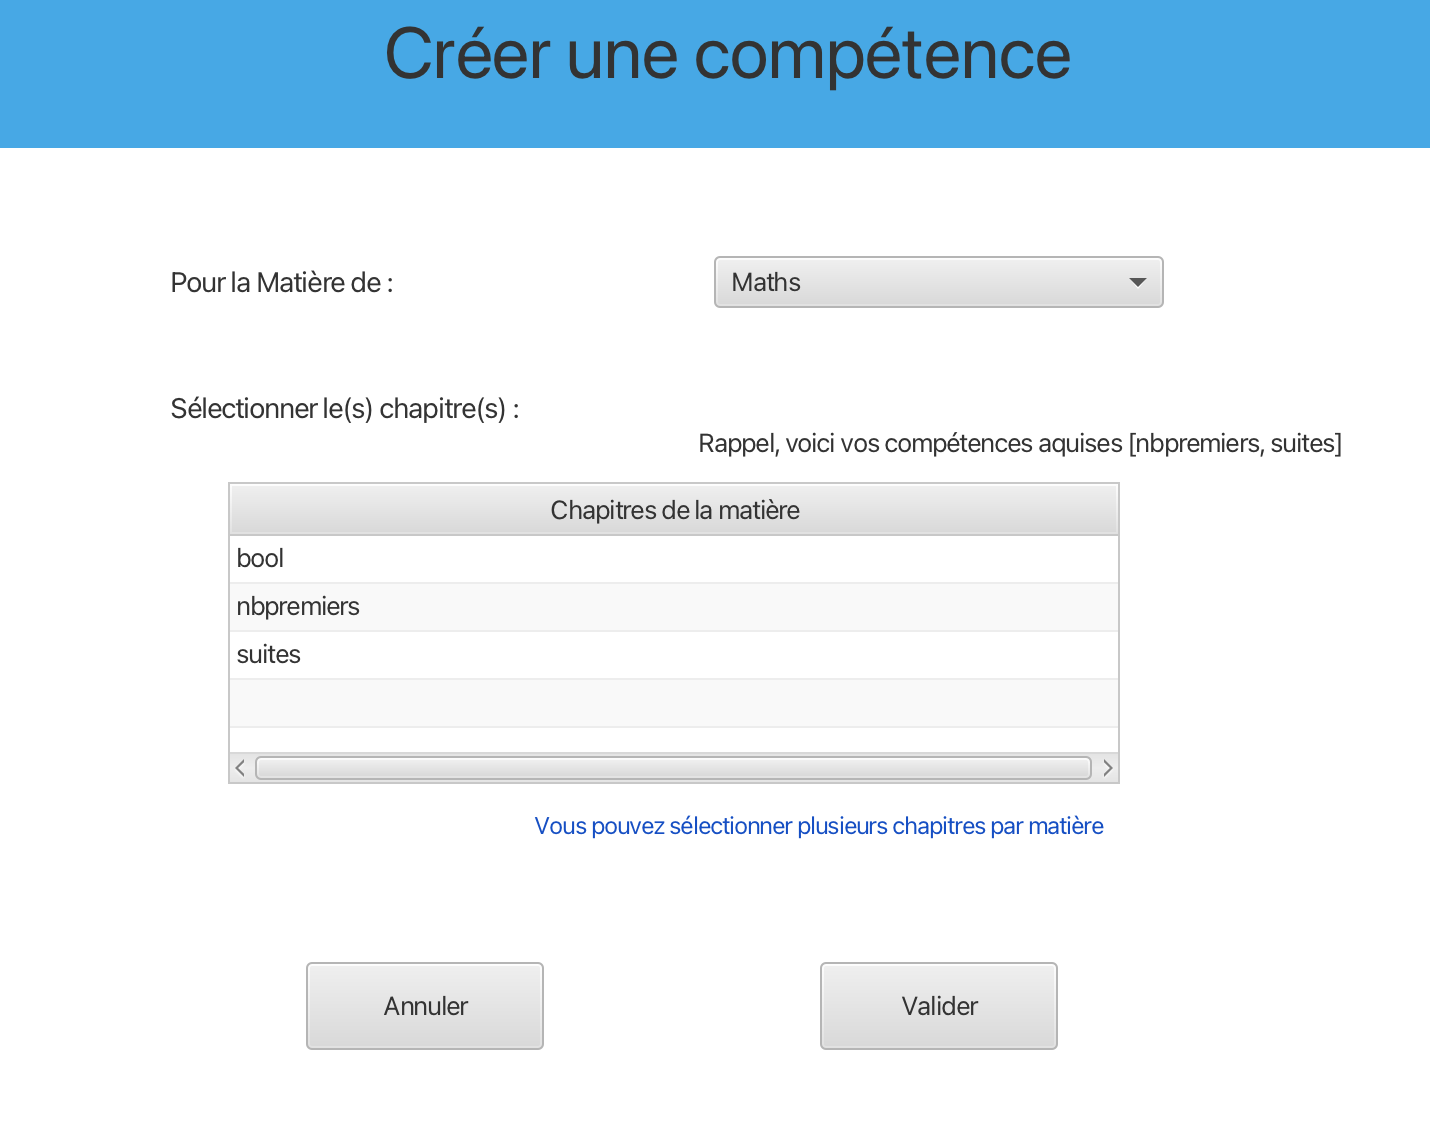 Créer une compétence
Pour la Matière de :
Maths
Sélectionner le(s) chapitre(s) :
Rappel, voici vos compétences aquises [nbpremiers, suites]
Chapitres de la matière
bool
nbpremiers
suites
Vous pouvez sélectionner plusieurs chapitres par matière
Annuler
Valider